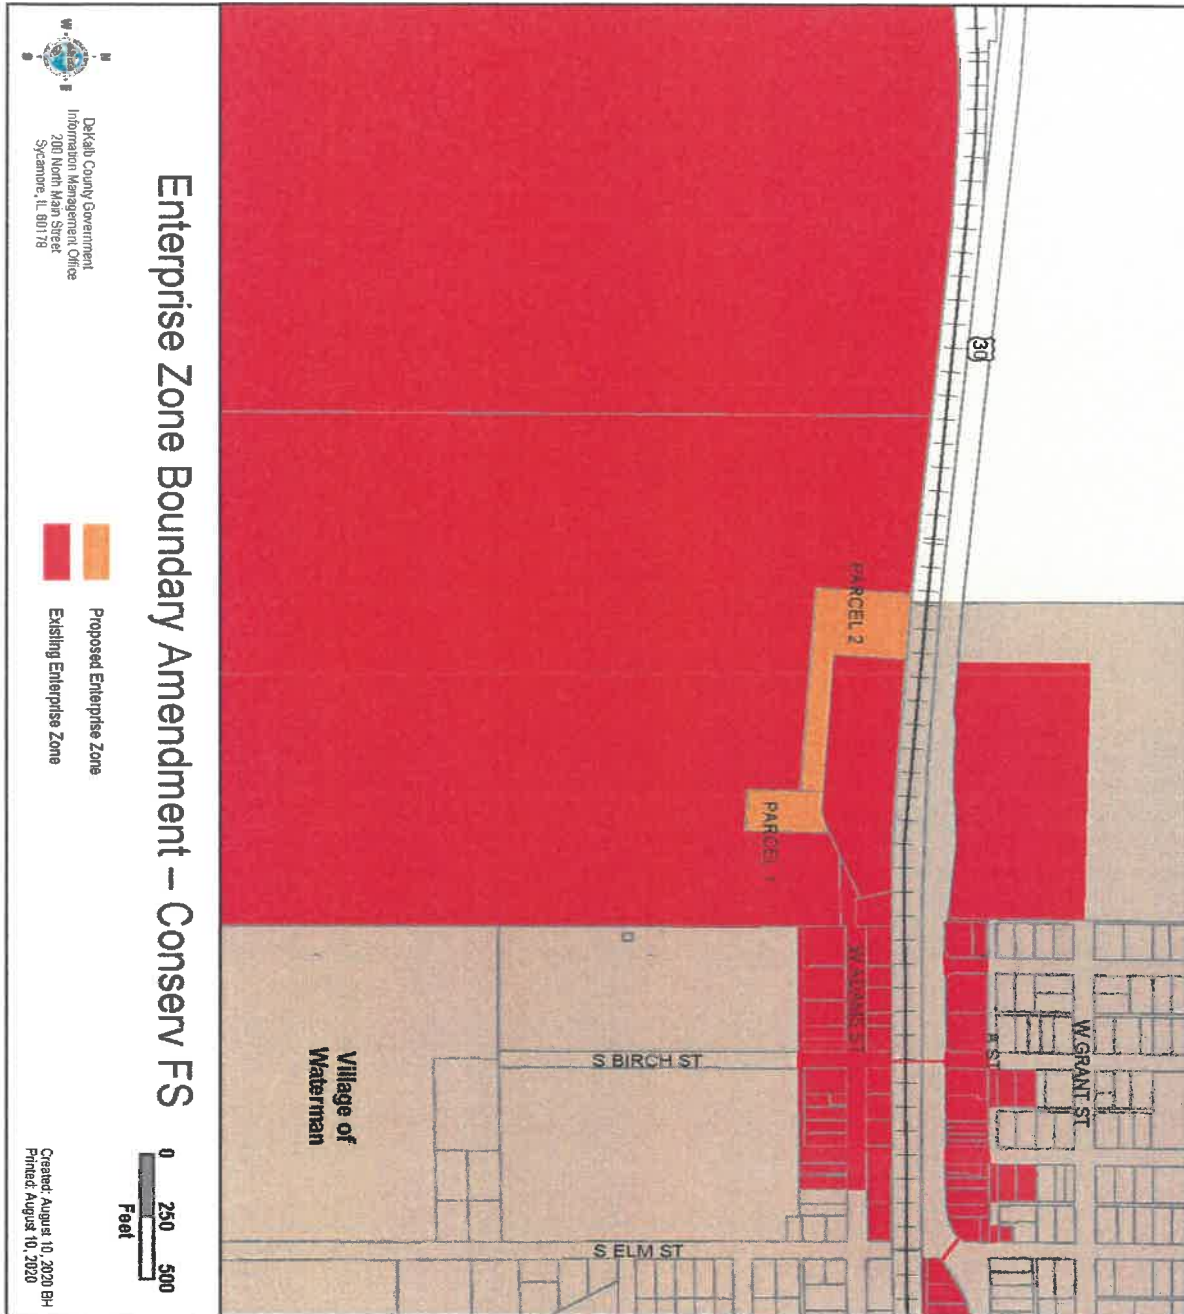 30
PARCEL 2
PARCEL 1
W ADAMS ST
W GRANT ST
S BIRCH ST
S ELM ST
Village of
Waterman
Enterprise Zone Boundary Amendment – Conserv FS
N
W
E
S
DeKalb County Government
Information Management Office
200 North Main Street
Sycamore, IL 60178
Proposed Enterprise Zone
Existing Enterprise Zone
0 250 500
Feet
Created: August 10, 2020 BH
Printed: August 10, 2020